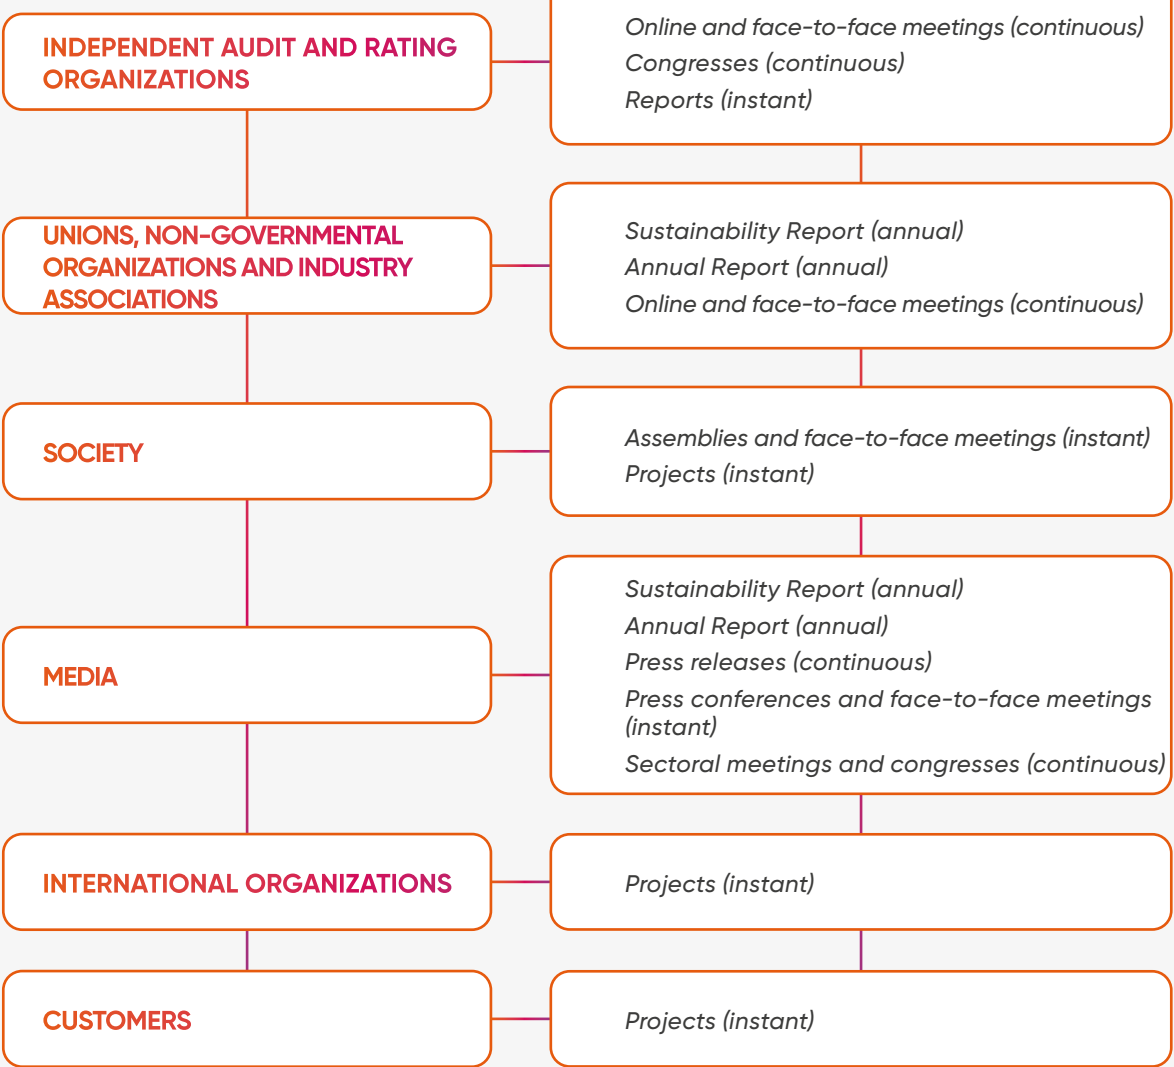 INDEPENDENT AUDIT AND RATING
ORGANIZATIONS
Online and face-to-face meetings (continuous)
Congresses (continuous)
Reports (instant)
UNIONS, NON-GOVERNMENTAL
ORGANIZATIONS AND INDUSTRY
ASSOCIATIONS
Sustainability Report (annual)
Annual Report (annual)
Online and face-to-face meetings (continuous)
SOCIETY
Assemblies and face-to-face meetings (instant)
Projects (instant)
MEDIA
Sustainability Report (annual)
Annual Report (annual)
Press releases (continuous)
Press conferences and face-to-face meetings
(instant)
Sectoral meetings and congresses (continuous)
INTERNATIONAL ORGANIZATIONS
Projects (instant)
CUSTOMERS
Projects (instant)